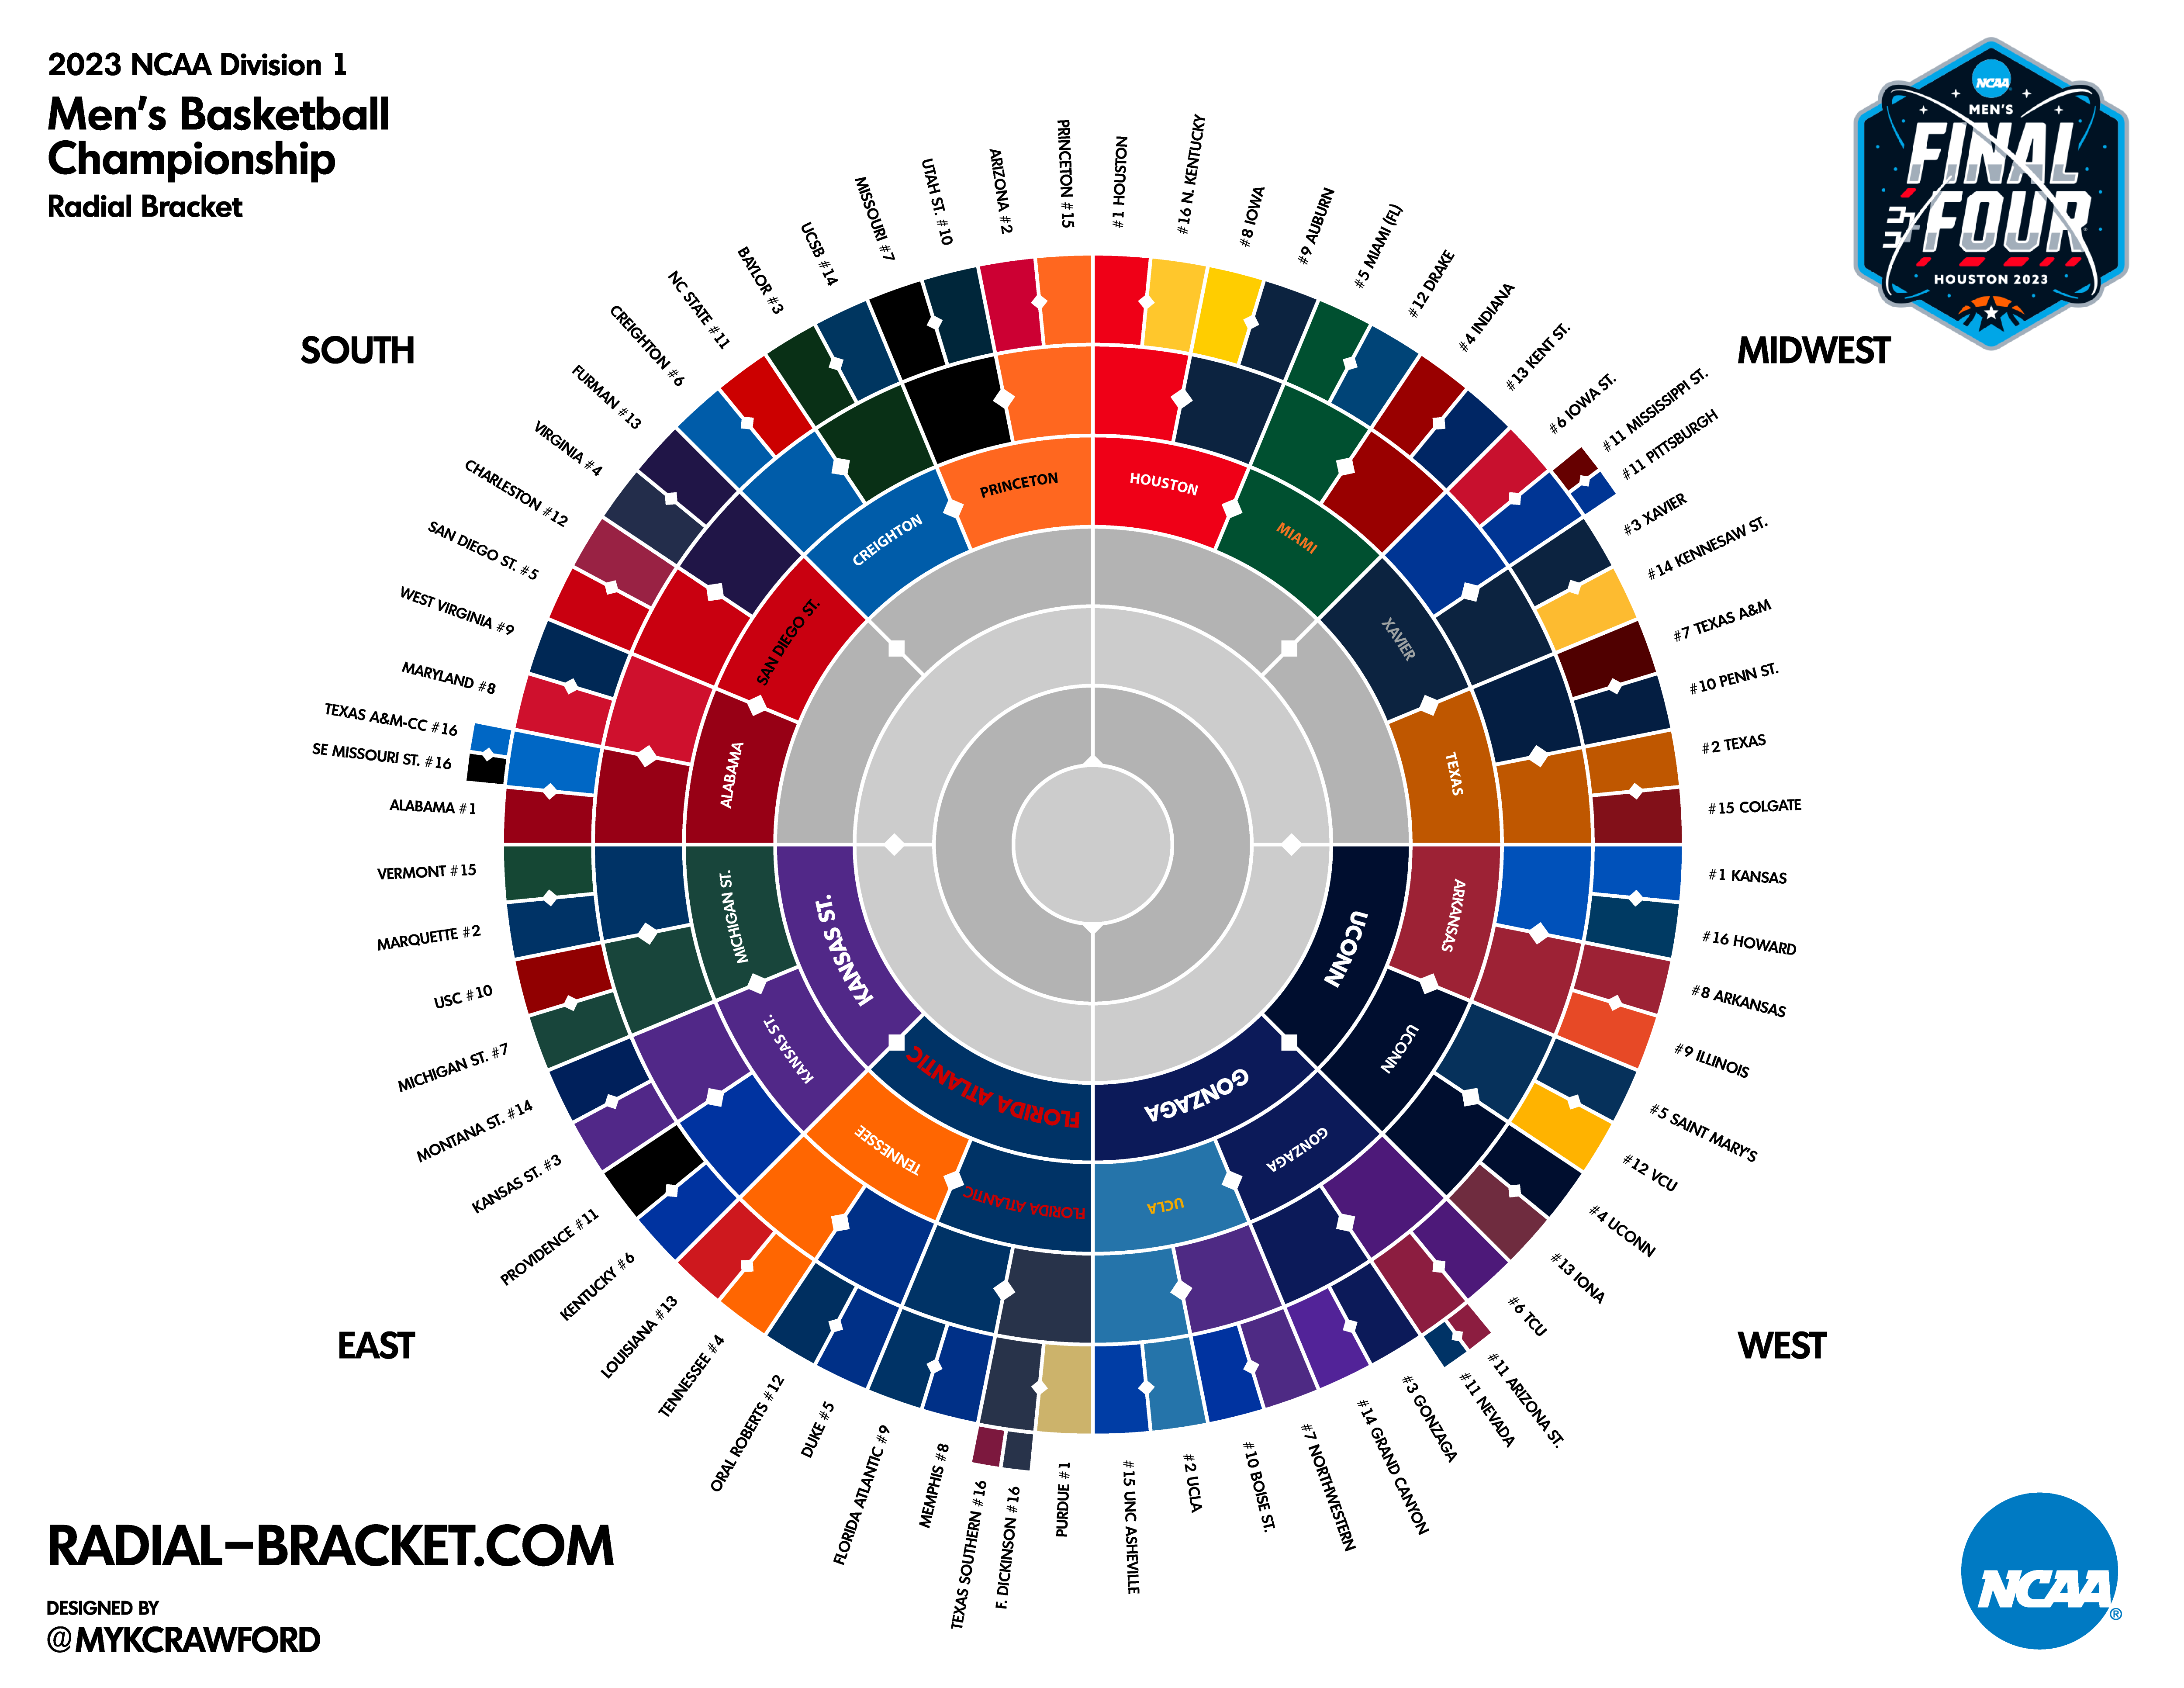 2023 NCAA Division 1
Men's Basketball
Championship
Radial Bracket
NCAA
MEN'S
FINAL
FOUR
HOUSTON 2023
SOUTH
MIDWEST
EAST
WEST
#1 HOUSTON
#16 N. KENTUCKY
#8 IOWA
#9 AUBURN
#5 MIAMI (FL)
#12 DRAKE
#4 INDIANA
#13 KENT ST.
#6 IOWA ST.
#11 MISSISSIPPI ST.
#11 PITTSBURGH
#3 XAVIER
#14 KENNESAW ST.
#7 TEXAS A&M
#10 PENN ST.
#2 TEXAS
#15 COLGATE
#1 KANSAS
#16 HOWARD
#8 ARKANSAS
#9 ILLINOIS
#5 SAINT MARY'S
#12 VCU
#4 UCONN
#13 IONA
#6 TCU
#11 ARIZONA ST.
#11 NEVADA
#3 GONZAGA
#14 GRAND CANYON
#7 NORTHWESTERN
#10 BOISE ST.
#2 UCLA
#15 UNC ASHEVILLE
PURDUE #1
F. DICKINSON #16
TEXAS SOUTHERN #16
MEMPHIS #8
FLORIDA ATLANTIC #9
DUKE #5
ORAL ROBERTS #12
TENNESSEE #4
LOUISIANA #13
KENTUCKY #6
PROVIDENCE #11
KANSAS ST. #3
MONTANA ST. #14
MICHIGAN ST. #7
USC #10
MARQUETTE #2
VERMONT #15
ALABAMA #1
SE MISSOURI ST. #16
TEXAS A&M-CC #16
MARYLAND #8
WEST VIRGINIA #9
SAN DIEGO ST. #5
CHARLESTON #12
VIRGINIA #4
FURMAN #13
CREIGHTON #6
NC STATE #11
BAYLOR #3
UCSB #14
MISSOURI #7
UTAH ST. #10
ARIZONA #2
PRINCETON #15
HOUSTON
MIAMI
XAVIER
TEXAS
ARKANSAS
UCONN
GONZAGA
UCLA
FLORIDA ATLANTIC
TENNESSEE
KANSAS ST.
MICHIGAN ST.
ALABAMA
SAN DIEGO ST.
CREIGHTON
PRINCETON
UCONN
GONZAGA
FLORIDA ATLANTIC
KANSAS ST.
RADIAL-BRACKET.COM
DESIGNED BY
@MYKCRAWFORD
NCAA®